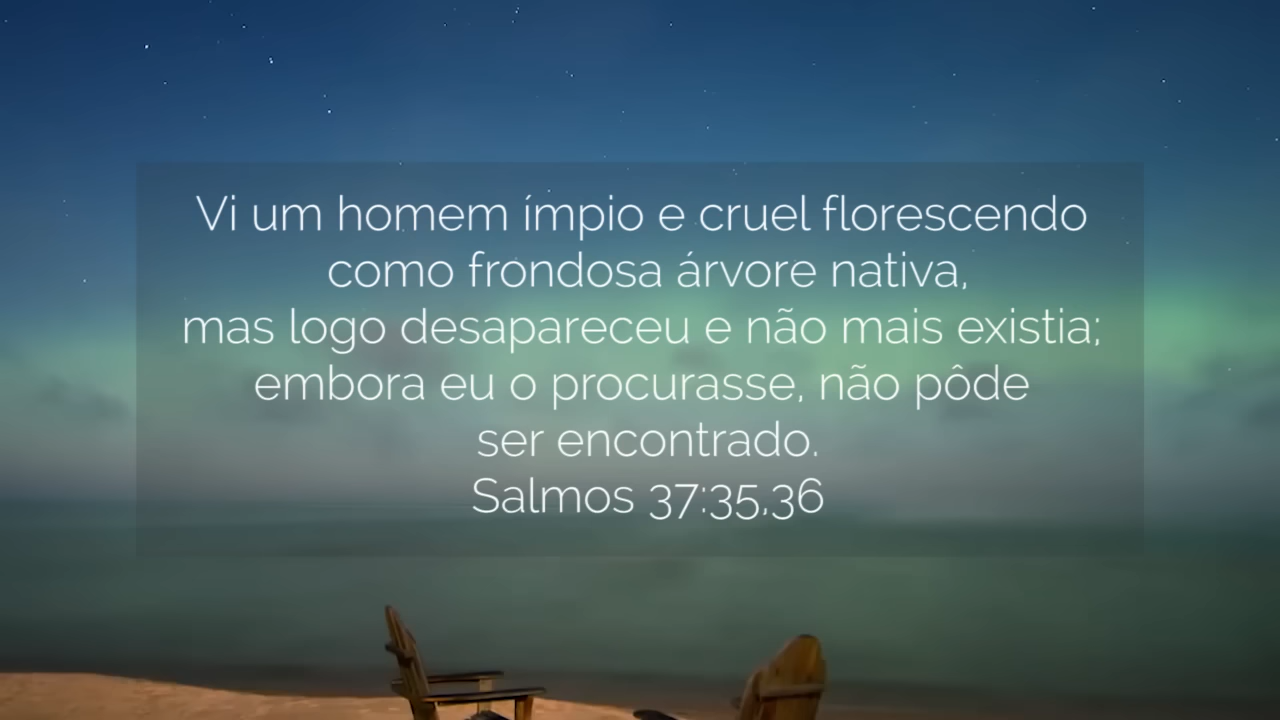 Vi um homem ímpio e cruel florescendo
como frondosa árvore nativa,
mas logo desapareceu e não mais existia;
embora eu o procurasse, não pôde
ser encontrado.
Salmos 37:35,36